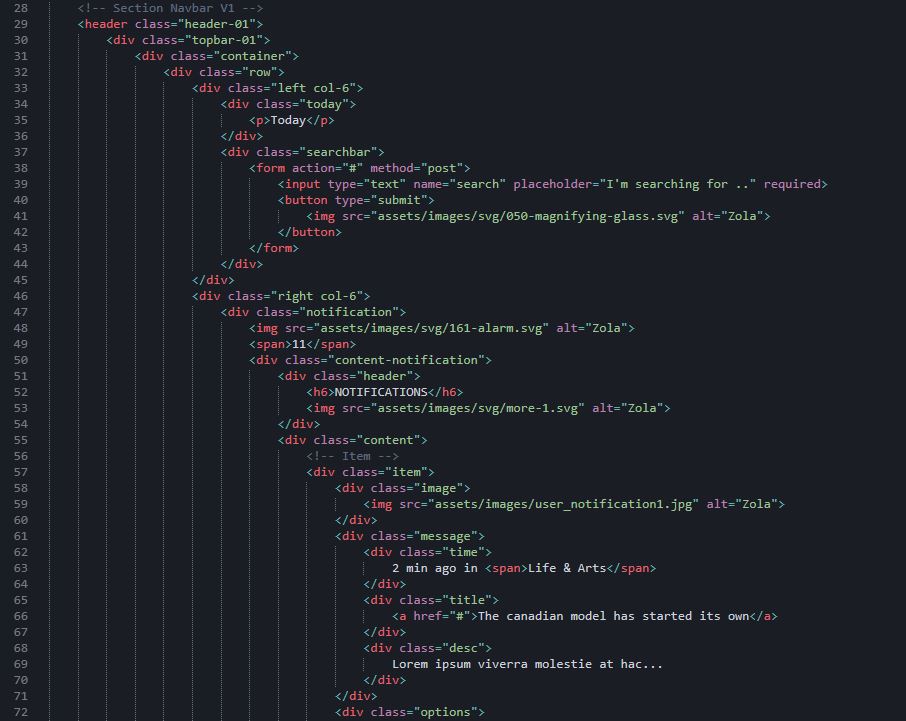 28 <!-- Section Navbar V1 -->
29 <header class="header-01">
30 <div class="topbar-01">
31 <div class="container">
32 <div class="row">
33 <div class="left col-6">
34 <div class="today">
35 <p>Today</p>
36 </div>
37 <div class="searchbar">
38 <form action="#" method="post">
39 <input type="text" name="search" placeholder="I'm searching for .." required>
40 <button type="submit">
41 <img src="assets/images/svg/050-magnifying-glass.svg" alt="Zola">
42 </button>
43 </form>
44 </div>
45 </div>
46 <div class="right col-6">
47 <div class="notification">
48 <img src="assets/images/svg/161-alarm.svg" alt="Zola">
49 <span>11</span>
50 <div class="content-notification">
51 <div class="header">
52 <h6>NOTIFICATIONS</h6>
53 <img src="assets/images/svg/more-1.svg" alt="Zola">
54 </div>
55 <div class="content">
56 <!-- Item -->
57 <div class="item">
58 <div class="image">
59 <img src="assets/images/user_notification1.jpg" alt="Zola">
60 </div>
61 <div class="message">
62 <div class="time">
63 2 min ago in <span>Life & Arts</span>
64 </div>
65 <div class="title">
66 <a href="#">The canadian model has started its own</a>
67 </div>
68 <div class="desc">
69 Lorem ipsum viverra molestie at hac...
70 </div>
71 </div>
72 <div class="options">